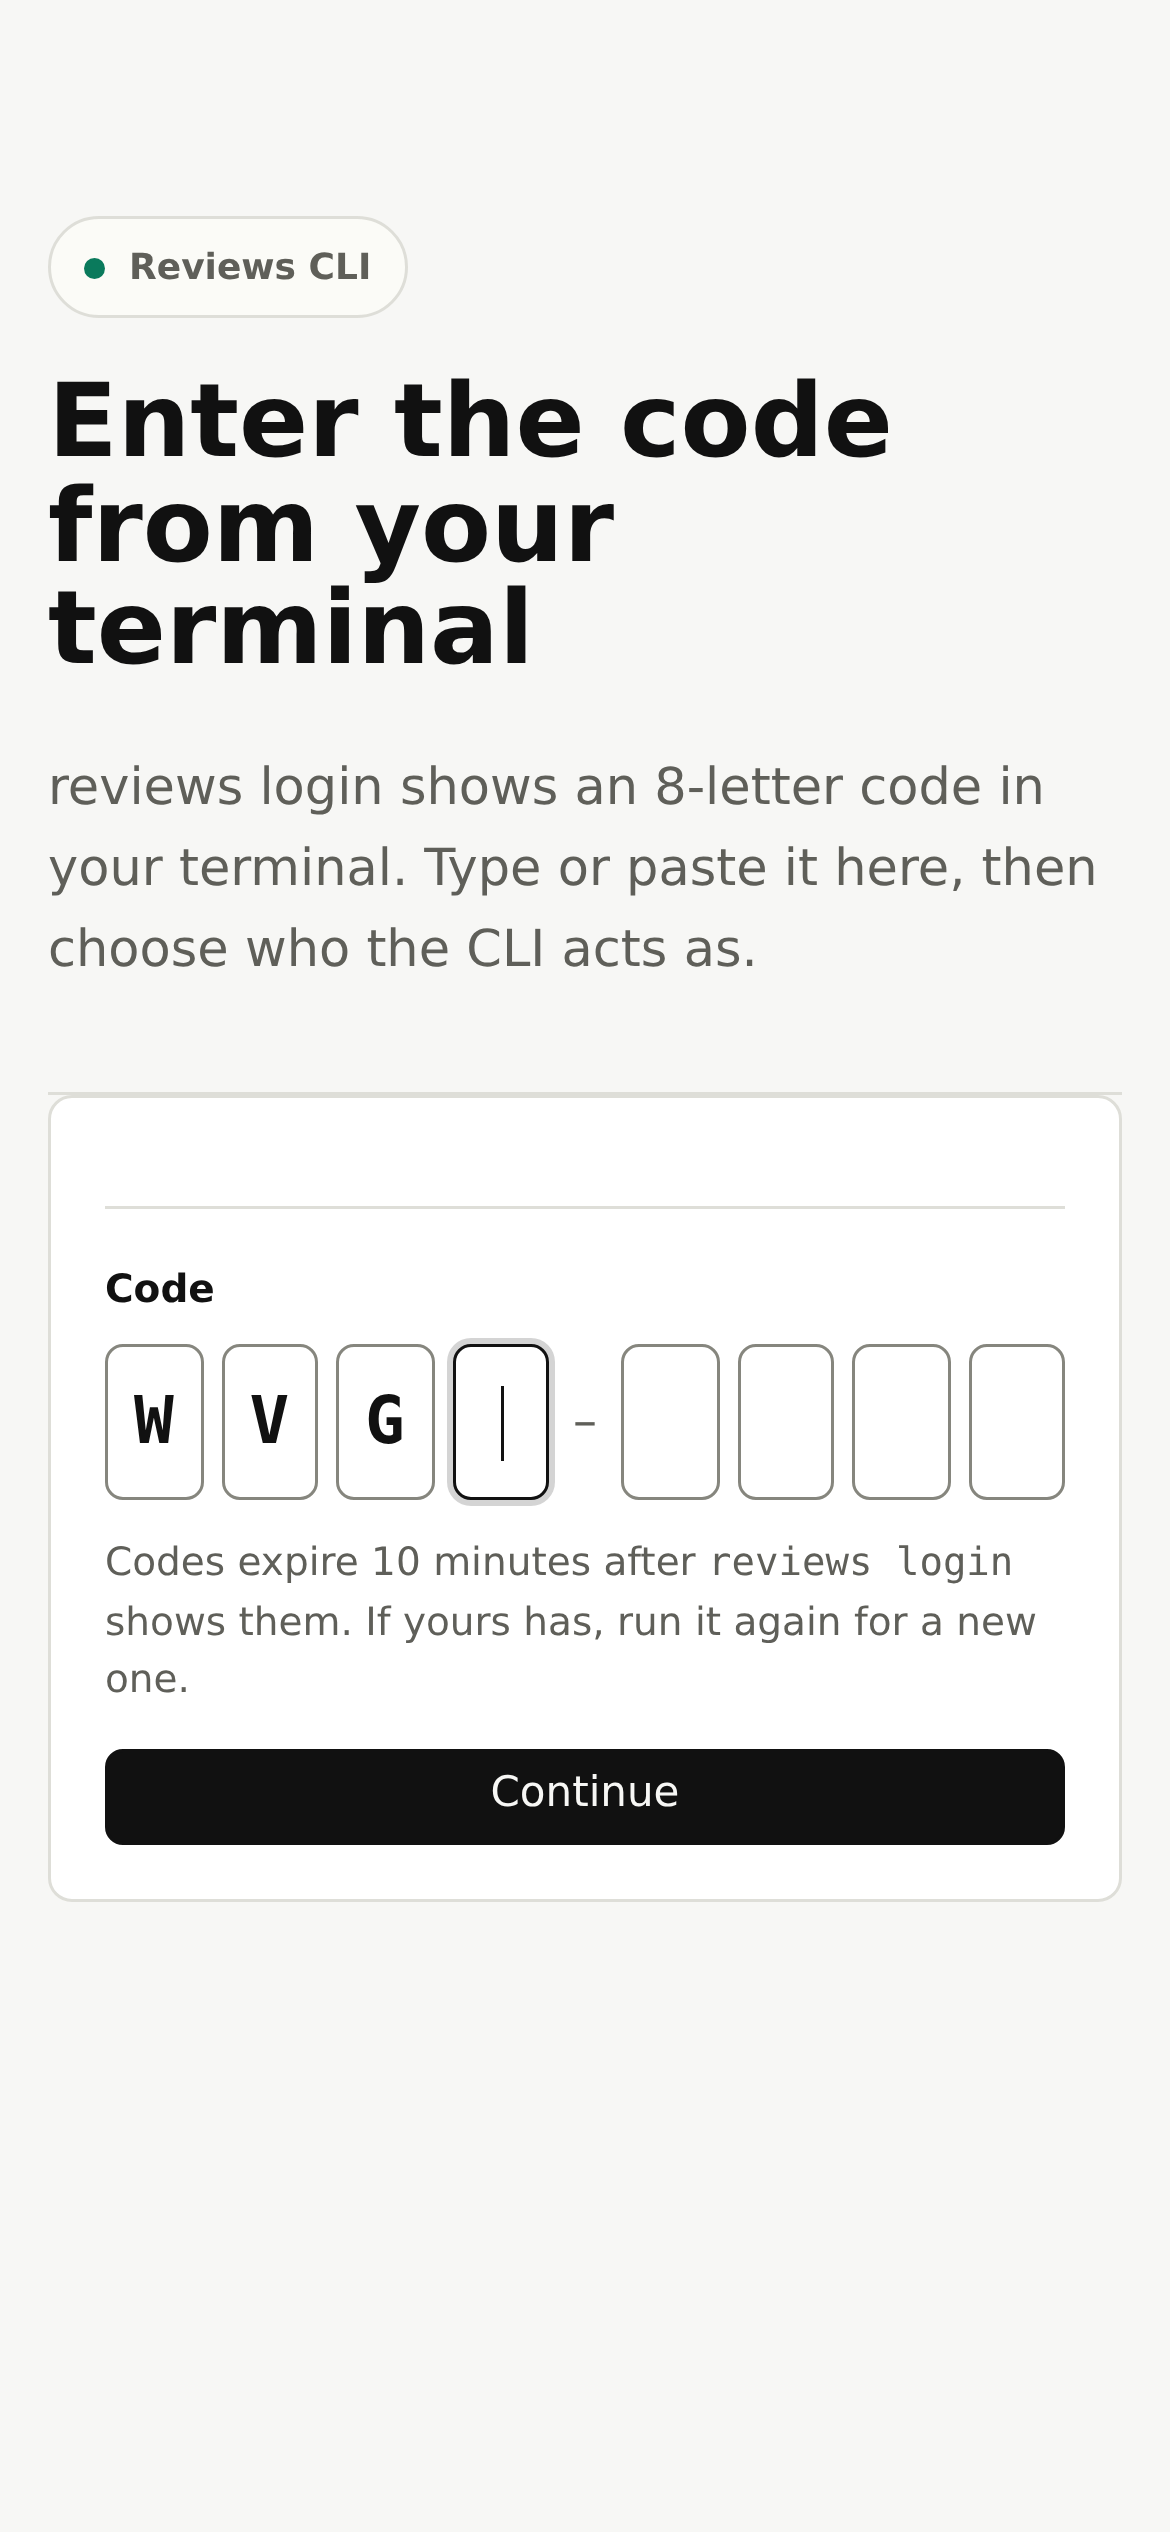 Reviews CLI
Enter the code
from your
terminal
reviews login shows an 8-letter code in
your terminal. Type or paste it here, then
choose who the CLI acts as.
Code
W V G –
Codes expire 10 minutes after reviews login
shows them. If yours has, run it again for a new
one.
Continue